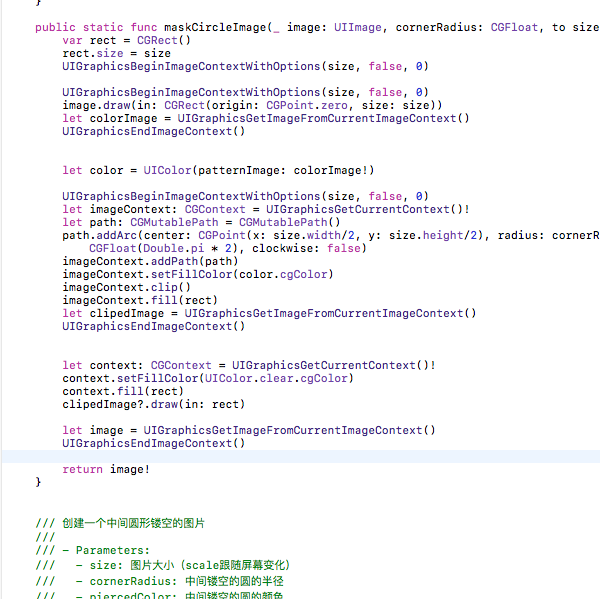 }
public static func maskCircleImage(_ image: UIImage, cornerRadius: CGFloat, to size
var rect = CGRect()
rect.size = size
UIGraphicsBeginImageContextWithOptions(size, false, 0)
UIGraphicsBeginImageContextWithOptions(size, false, 0)
image.draw(in: CGRect(origin: CGPoint.zero, size: size))
let colorImage = UIGraphicsGetImageFromCurrentImageContext()
UIGraphicsEndImageContext()
let color = UIColor(patternImage: colorImage!)
UIGraphicsBeginImageContextWithOptions(size, false, 0)
let imageContext: CGContext = UIGraphicsGetCurrentContext()!
let path: CGMutablePath = CGMutablePath()
path.addArc(center: CGPoint(x: size.width/2, y: size.height/2), radius: cornerR
CGFloat(Double.pi * 2), clockwise: false)
imageContext.addPath(path)
imageContext.setFillColor(color.cgColor)
imageContext.clip()
imageContext.fill(rect)
let clipedImage = UIGraphicsGetImageFromCurrentImageContext()
UIGraphicsEndImageContext()
let context: CGContext = UIGraphicsGetCurrentContext()!
context.setFillColor(UIColor.clear.cgColor)
context.fill(rect)
clipedImage?.draw(in: rect)
let image = UIGraphicsGetImageFromCurrentImageContext()
UIGraphicsEndImageContext()
return image!
}
/// 创建一个中间圆形镂空的图片
///
/// - Parameters:
///   - size: 图片大小（scale跟随屏幕变化）
///   - cornerRadius: 中间镂空的圆的半径
///   - piercedColor: 中间镂空的圆的颜色